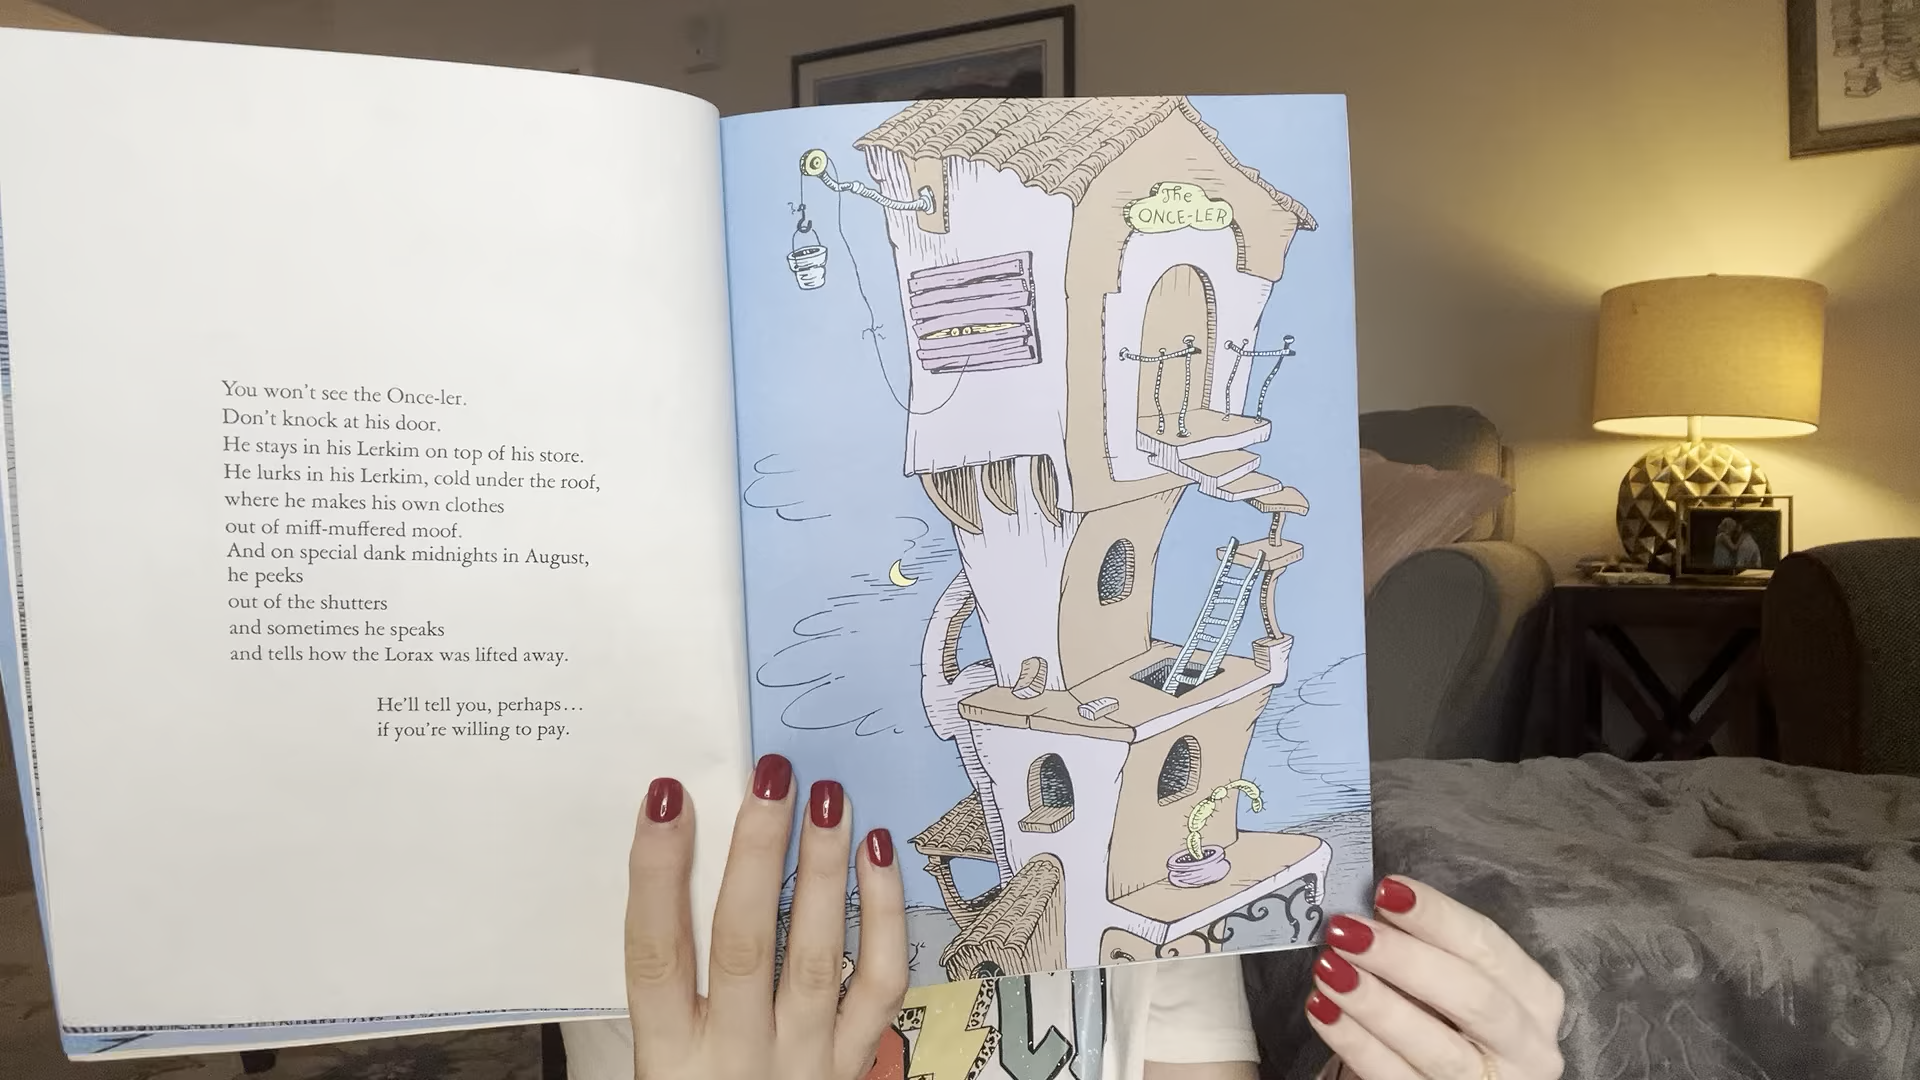 You won't see the Once-ler.
Don't knock at his door.
He stays in his Lerkim on top of his store.
He lurks in his Lerkim, cold under the roof,
where he makes his own clothes
out of miff-muffered moof.
And on special dank midnights in August,
he peeks
out of the shutters
and sometimes he speaks
and tells how the Lorax was lifted away.
He'll tell you, perhaps...
if you're willing to pay.
The
ONCE-LER